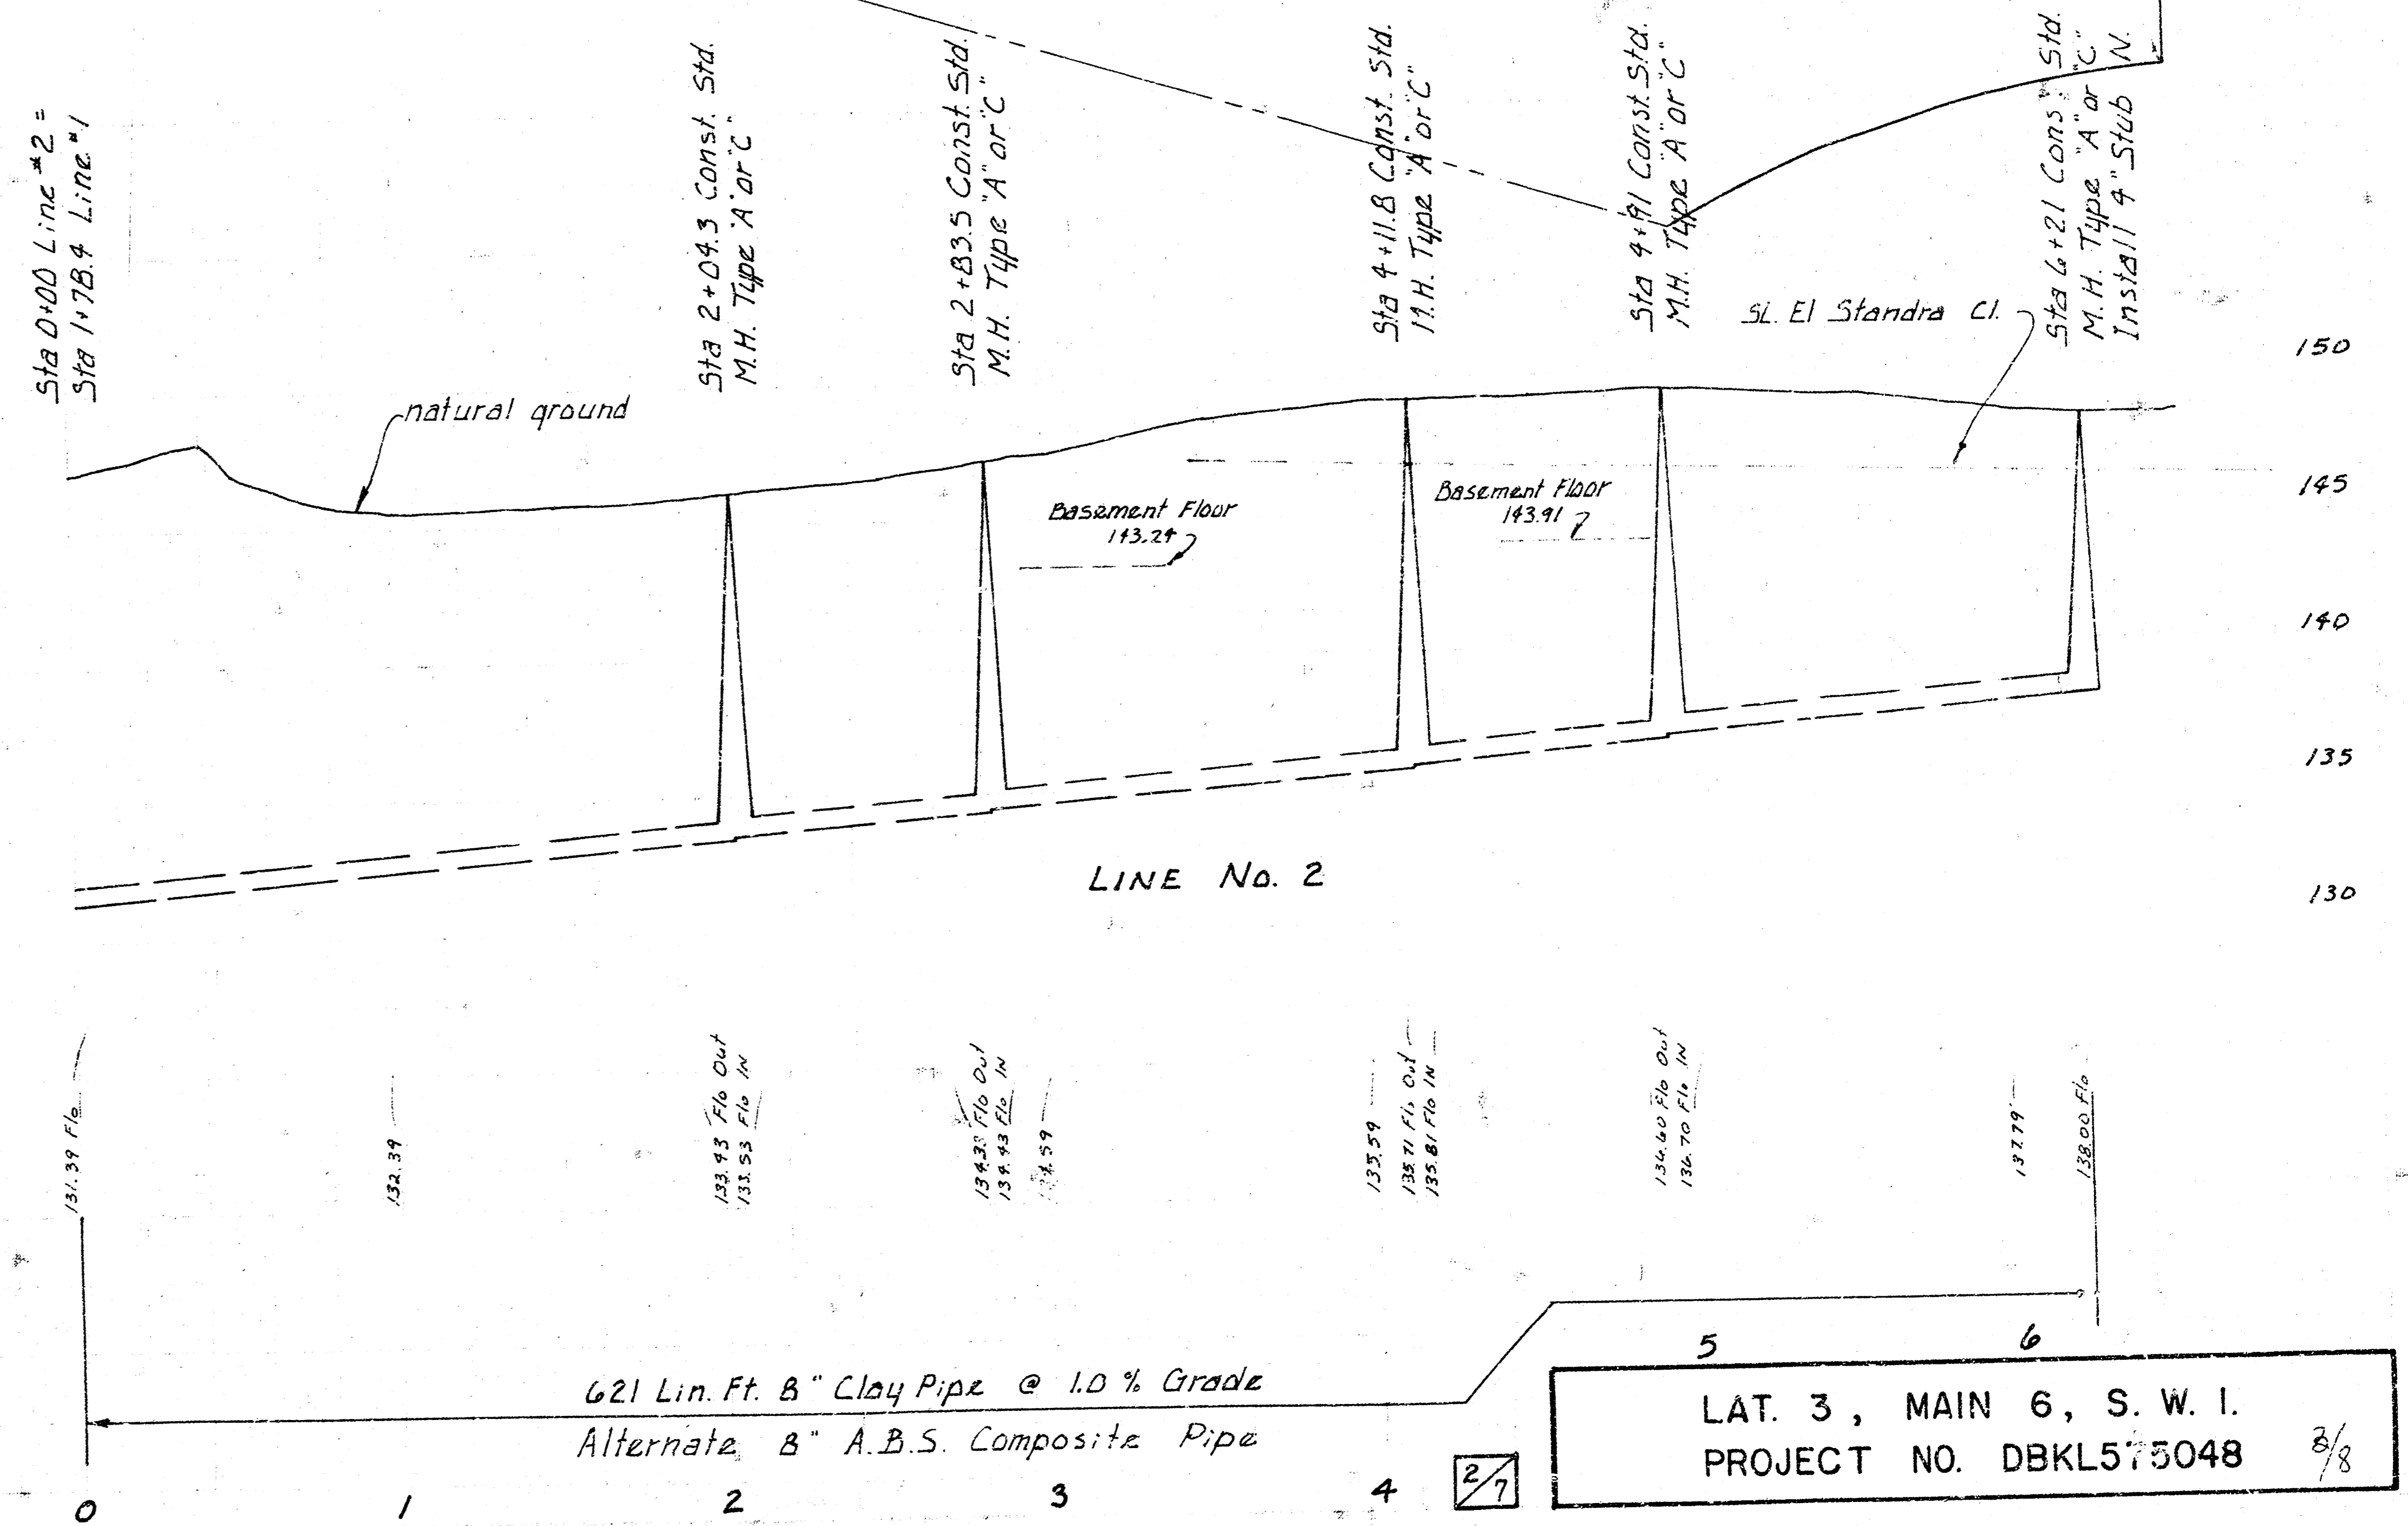 Sta 0+00 Line #2 =
Sta 1+78.4 Line #1
Sta 2+04.3 Const. Std.
M.H. Type "A" or "C"
Sta 2+83.5 Const. Std.
M.H. Type "A" or "C"
Sta 4+11.8 Const. Std.
M.H. Type "A" or "C"
Sta 4+91 Const. Std.
M.H. Type "A" or "C"
Sta 6+21 Cons Std.
M.H. Type "A" or "C"
Install 4" Stub N.
St. El Standra Cl.
natural ground
Basement Floor
143.24
Basement Floor
143.91
150
145
140
135
130
LINE No. 2
131.39 Flo
132.39
133.43 Flo Out
133.53 Flo IN
134.33 Flo Out
134.43 Flo IN
.59
135.59
135.71 Flo Out
135.81 Flo IN
136.60 Flo Out
136.70 Flo IN
137.79
138.00 Flo
621 Lin. Ft. 8" Clay Pipe @ 1.0 % Grade
Alternate 8" A.B.S. Composite Pipe
0 1 2 3 4 5 6
2/7
LAT. 3, MAIN 6, S. W. I.
PROJECT NO. DBKL575048
/8